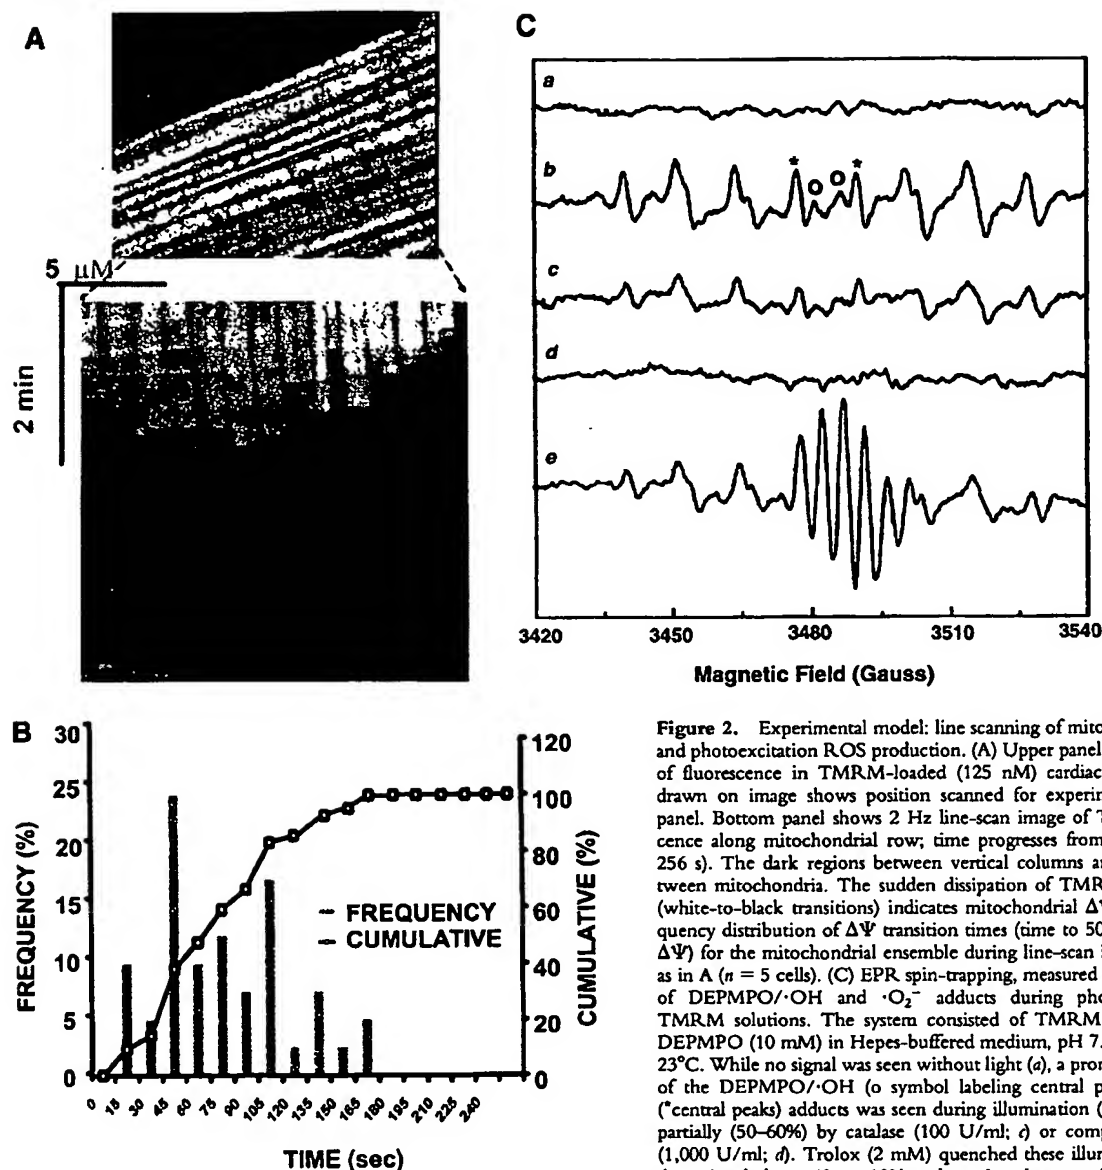 A
5 μM
2 min
B
30
25
20
15
10
5
0
FREQUENCY (%)
FREQUENCY
CUMULATIVE
120
100
80
60
40
20
0
CUMULATIVE (%)
0 15 30 45 60 75 90 105 120 135 150 165 180 195 210 225 240
TIME (sec)
C
a
b
* o o *
c
d
e
3420 3450 3480 3510 3540
Magnetic Field (Gauss)
Figure 2. Experimental model: line scanning of mito
and photoexcitation ROS production. (A) Upper panel
of fluorescence in TMRM-loaded (125 nM) cardiac
drawn on image shows position scanned for experim
panel. Bottom panel shows 2 Hz line-scan image of T
cence along mitochondrial row; time progresses from
256 s). The dark regions between vertical columns a
tween mitochondria. The sudden dissipation of TMR
(white-to-black transitions) indicates mitochondrial ΔΨ
quency distribution of ΔΨ transition times (time to 50
ΔΨ) for the mitochondrial ensemble during line-scan i
as in A (n = 5 cells). (C) EPR spin-trapping, measured
of DEPMPO/·OH and ·O₂⁻ adducts during pho
TMRM solutions. The system consisted of TMRM
DEPMPO (10 mM) in Hepes-buffered medium, pH 7.
23°C. While no signal was seen without light (a), a pron
of the DEPMPO/·OH (o symbol labeling central p
(*central peaks) adducts was seen during illumination (
partially (50–60%) by catalase (100 U/ml; c) or comp
(1,000 U/ml; d). Trolox (2 mM) quenched these illu